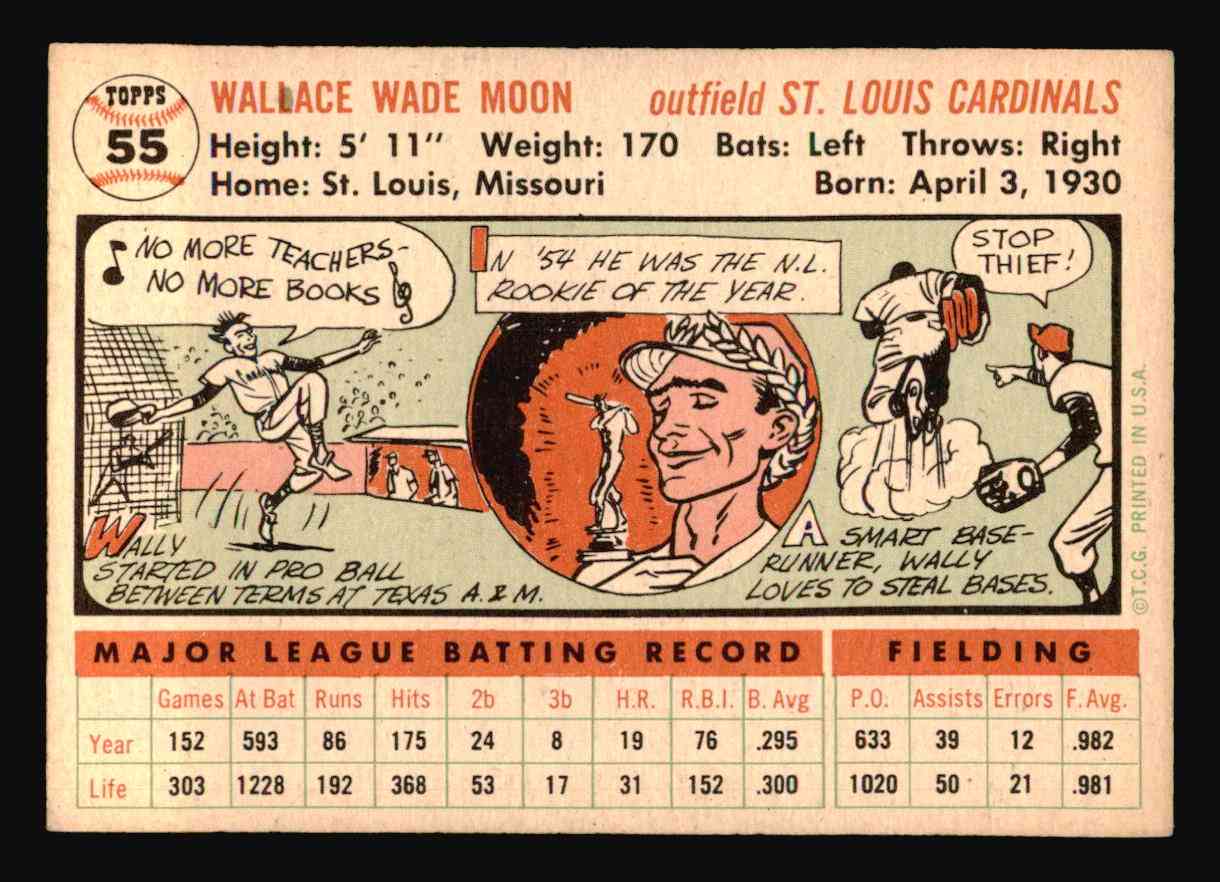 TOPPS
55
WALLACE WADE MOON outfield ST. LOUIS CARDINALS
Height: 5' 11" Weight: 170 Bats: Left Throws: Right
Home: St. Louis, Missouri Born: April 3, 1930
NO MORE TEACHERS-
NO MORE BOOKS
WALLY
STARTED IN PRO BALL
BETWEEN TERMS AT TEXAS A. & M.
IN '54 HE WAS THE N.L.
ROOKIE OF THE YEAR.
STOP
THIEF!
A SMART BASE-
RUNNER, WALLY
LOVES TO STEAL BASES.
©T.C.G. PRINTED IN U.S.A.
MAJOR LEAGUE BATTING RECORD FIELDING
Games At Bat Runs Hits 2b 3b H.R. R.B.I. B. Avg P.O. Assists Errors F. Avg.
Year 152 593 86 175 24 8 19 76 .295 633 39 12 .982
Life 303 1228 192 368 53 17 31 152 .300 1020 50 21 .981